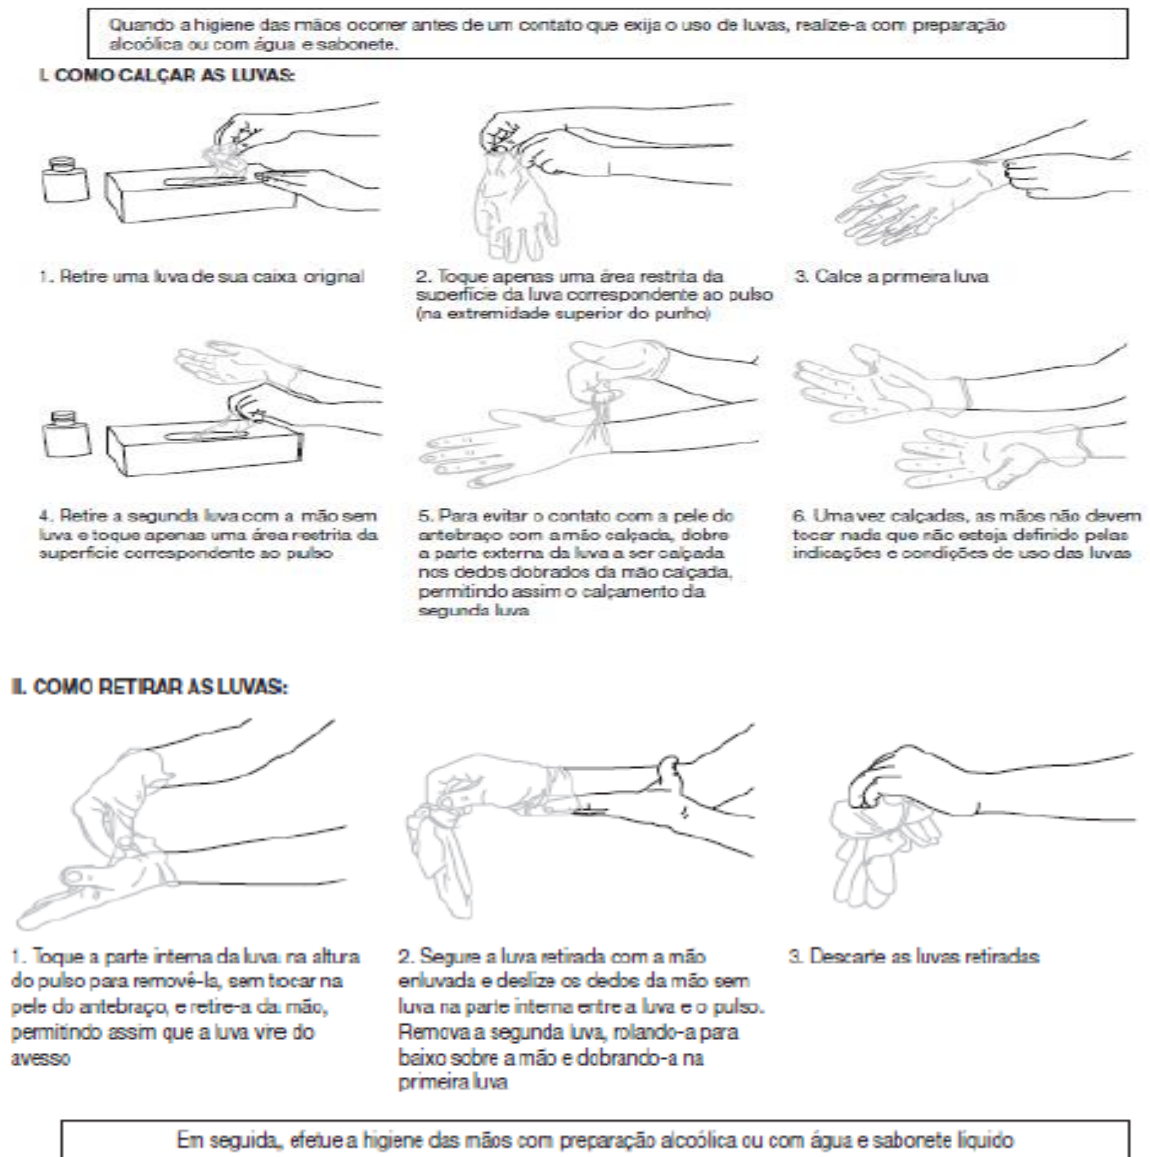 Quando a higiene das mãos ocorrer antes de um contato que exija o uso de luvas, realize-a com preparação
alcoólica ou com água e sabonete.
I. COMO CALÇAR AS LUVAS:
1. Retire uma luva de sua caixa original
2. Toque apenas uma área restrita da
superfície da luva correspondente ao pulso
(na extremidade superior do punho)
3. Calce a primeira luva
4. Retire a segunda luva com a mão sem
luva e toque apenas uma área restrita da
superfície correspondente ao pulso
5. Para evitar o contato com a pele do
antebraço com a mão calçada, dobre
a parte externa da luva a ser calçada
nos dedos dobrados da mão calçada,
permitindo assim o calçamento da
segunda luva
6. Uma vez calçadas, as mãos não devem
tocar nada que não esteja definido pelas
indicações e condições de uso das luvas
II. COMO RETIRAR AS LUVAS:
1. Toque a parte interna da luva na altura
do pulso para removê-la, sem tocar na
pele do antebraço, e retire-a da mão,
permitindo assim que a luva vire do
avesso
2. Segure a luva retirada com a mão
enluvada e deslize os dedos da mão sem
luva na parte interna entre a luva e o pulso.
Remova a segunda luva, rolando-a para
baixo sobre a mão e dobrando-a na
primeira luva
3. Descarte as luvas retiradas
Em seguida, efetue a higiene das mãos com preparação alcoólica ou com água e sabonete líquido